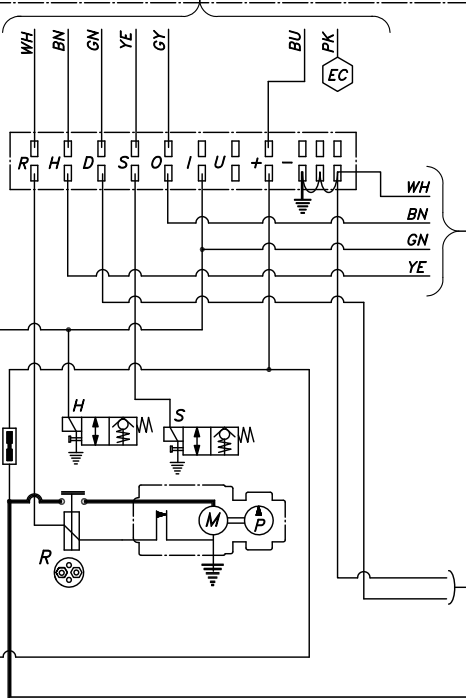 WH BN GN YE GY BU PK
EC
R H D S O I U + -
WH
BN
GN
YE
H
S
M P
R